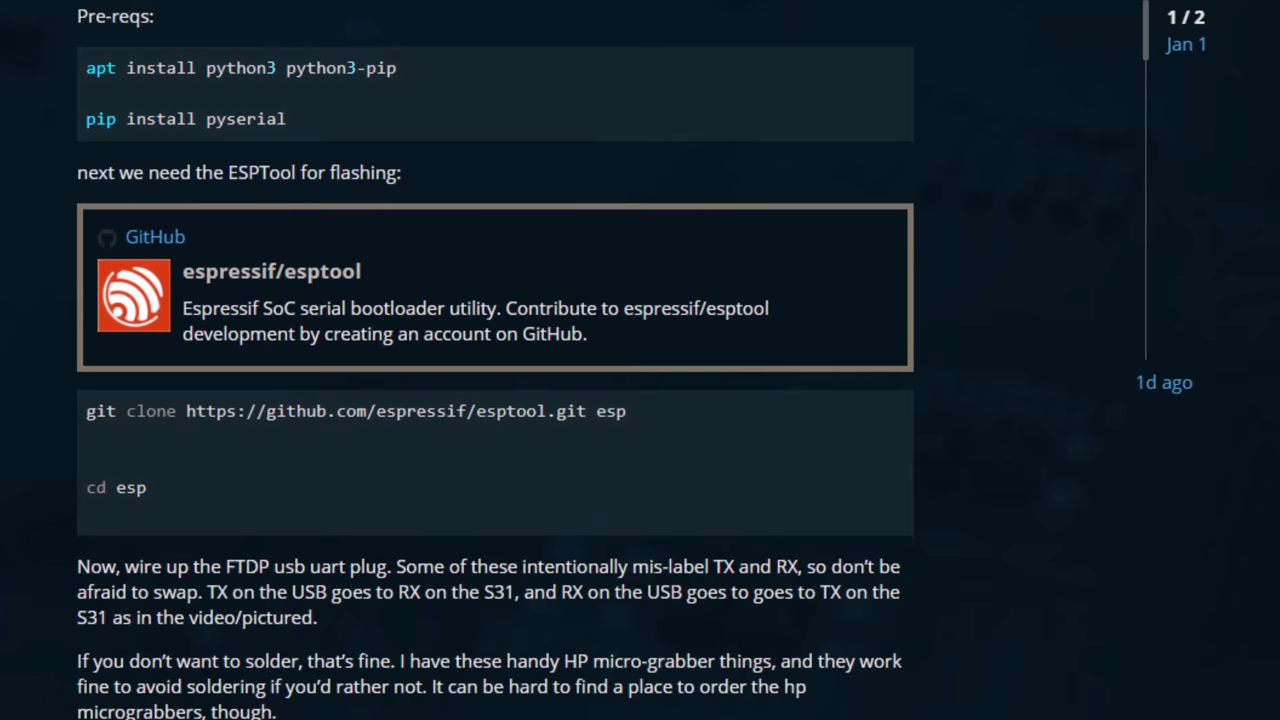 Pre-reqs:
1 / 2
Jan 1
apt install python3 python3-pip
pip install pyserial
next we need the ESPTool for flashing:
GitHub
espressif/esptool
Espressif SoC serial bootloader utility. Contribute to espressif/esptool
development by creating an account on GitHub.
1d ago
git clone https://github.com/espressif/esptool.git esp
cd esp
Now, wire up the FTDP usb uart plug. Some of these intentionally mis-label TX and RX, so don’t be
afraid to swap. TX on the USB goes to RX on the S31, and RX on the USB goes to goes to TX on the
S31 as in the video/pictured.
If you don’t want to solder, that’s fine. I have these handy HP micro-grabber things, and they work
fine to avoid soldering if you’d rather not. It can be hard to find a place to order the hp
micrograbbers, though.